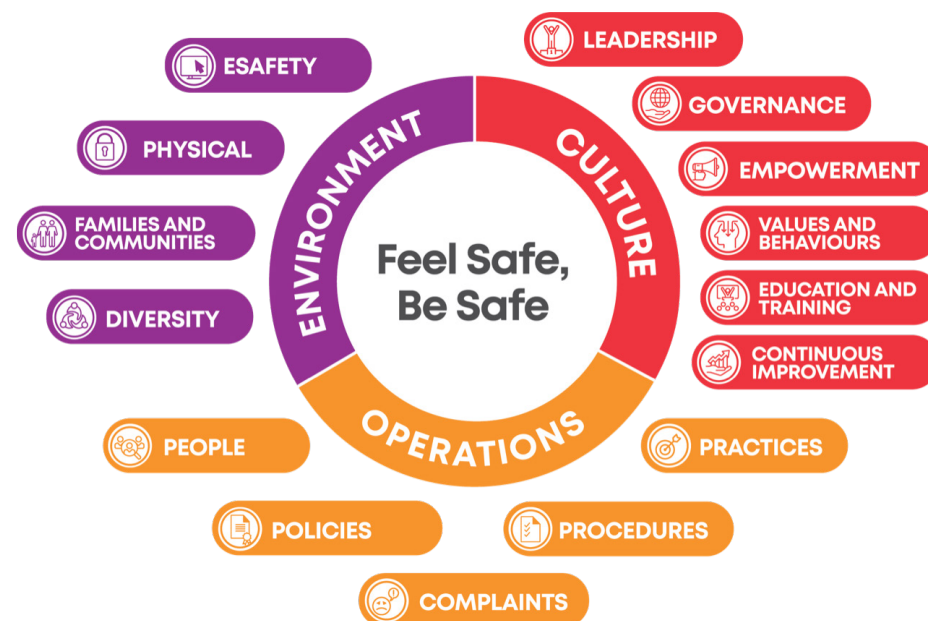 LEADERSHIP
ESAFETY
GOVERNANCE
PHYSICAL
EMPOWERMENT
FAMILIES AND
COMMUNITIES
VALUES AND
BEHAVIOURS
DIVERSITY
EDUCATION AND
TRAINING
CONTINUOUS
IMPROVEMENT
ENVIRONMENT
CULTURE
Feel Safe,
Be Safe
OPERATIONS
PEOPLE
PRACTICES
POLICIES
PROCEDURES
COMPLAINTS